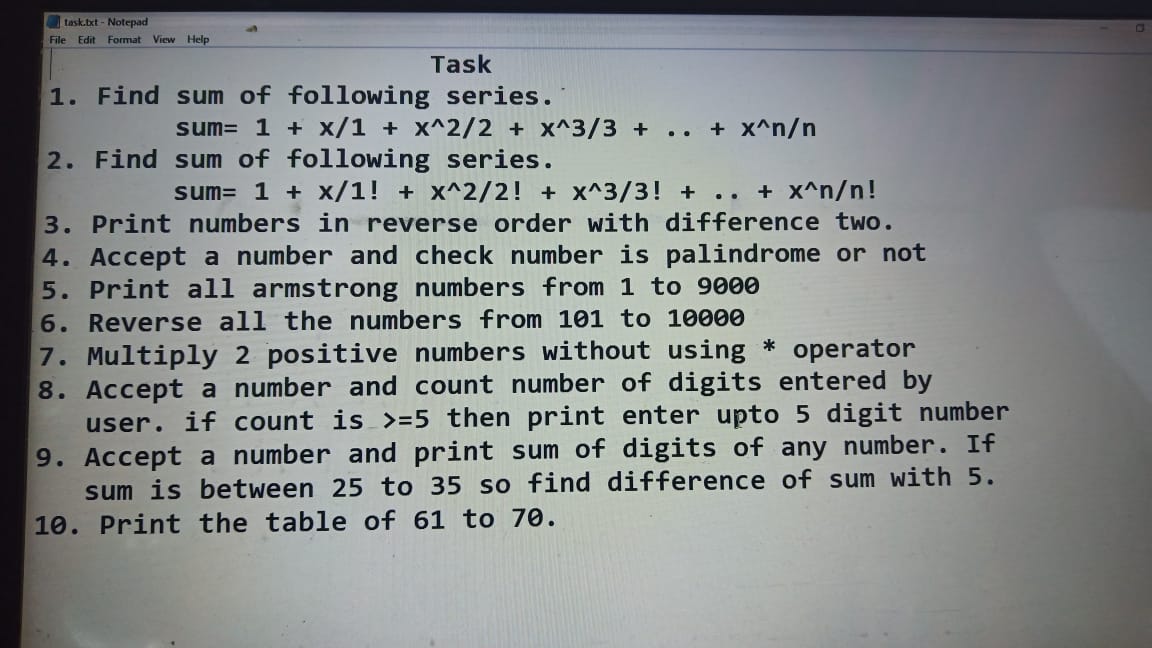 task.txt - Notepad
File Edit Format View Help
Task
1. Find sum of following series.
sum= 1 + x/1 + x^2/2 + x^3/3 + .. + x^n/n
2. Find sum of following series.
sum= 1 + x/1! + x^2/2! + x^3/3! + .. + x^n/n!
3. Print numbers in reverse order with difference two.
4. Accept a number and check number is palindrome or not
5. Print all armstrong numbers from 1 to 9000
6. Reverse all the numbers from 101 to 10000
7. Multiply 2 positive numbers without using * operator
8. Accept a number and count number of digits entered by
user. if count is >=5 then print enter upto 5 digit number
9. Accept a number and print sum of digits of any number. If
sum is between 25 to 35 so find difference of sum with 5.
10. Print the table of 61 to 70.